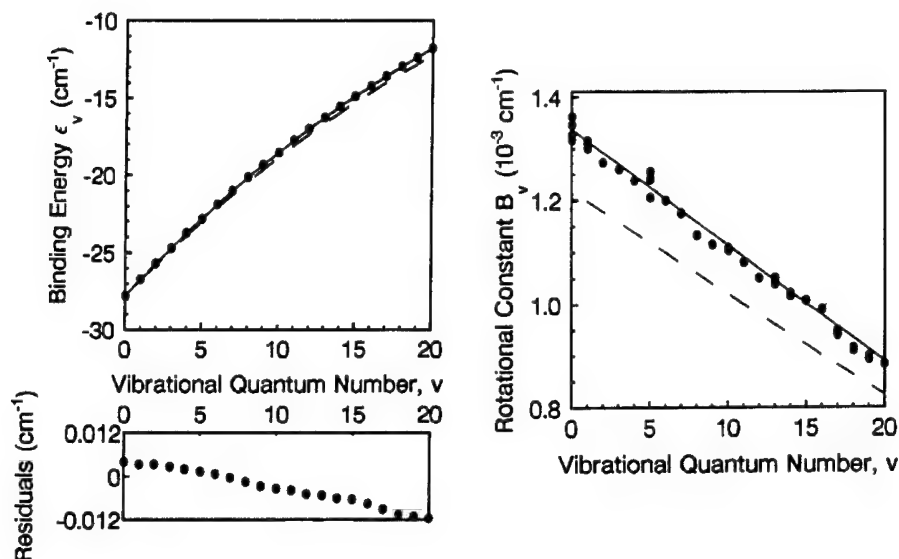 Binding Energy ϵv (cm-1)
-10
-15
-20
-25
-30
0 5 10 15 20
Vibrational Quantum Number, v
0 5 10 15 20
Residuals (cm-1)
0.012
0
-0.012
Rotational Constant Bv (10-3 cm-1)
1.4
1.2
1.0
0.8
0 5 10 15 20
Vibrational Quantum Number, v